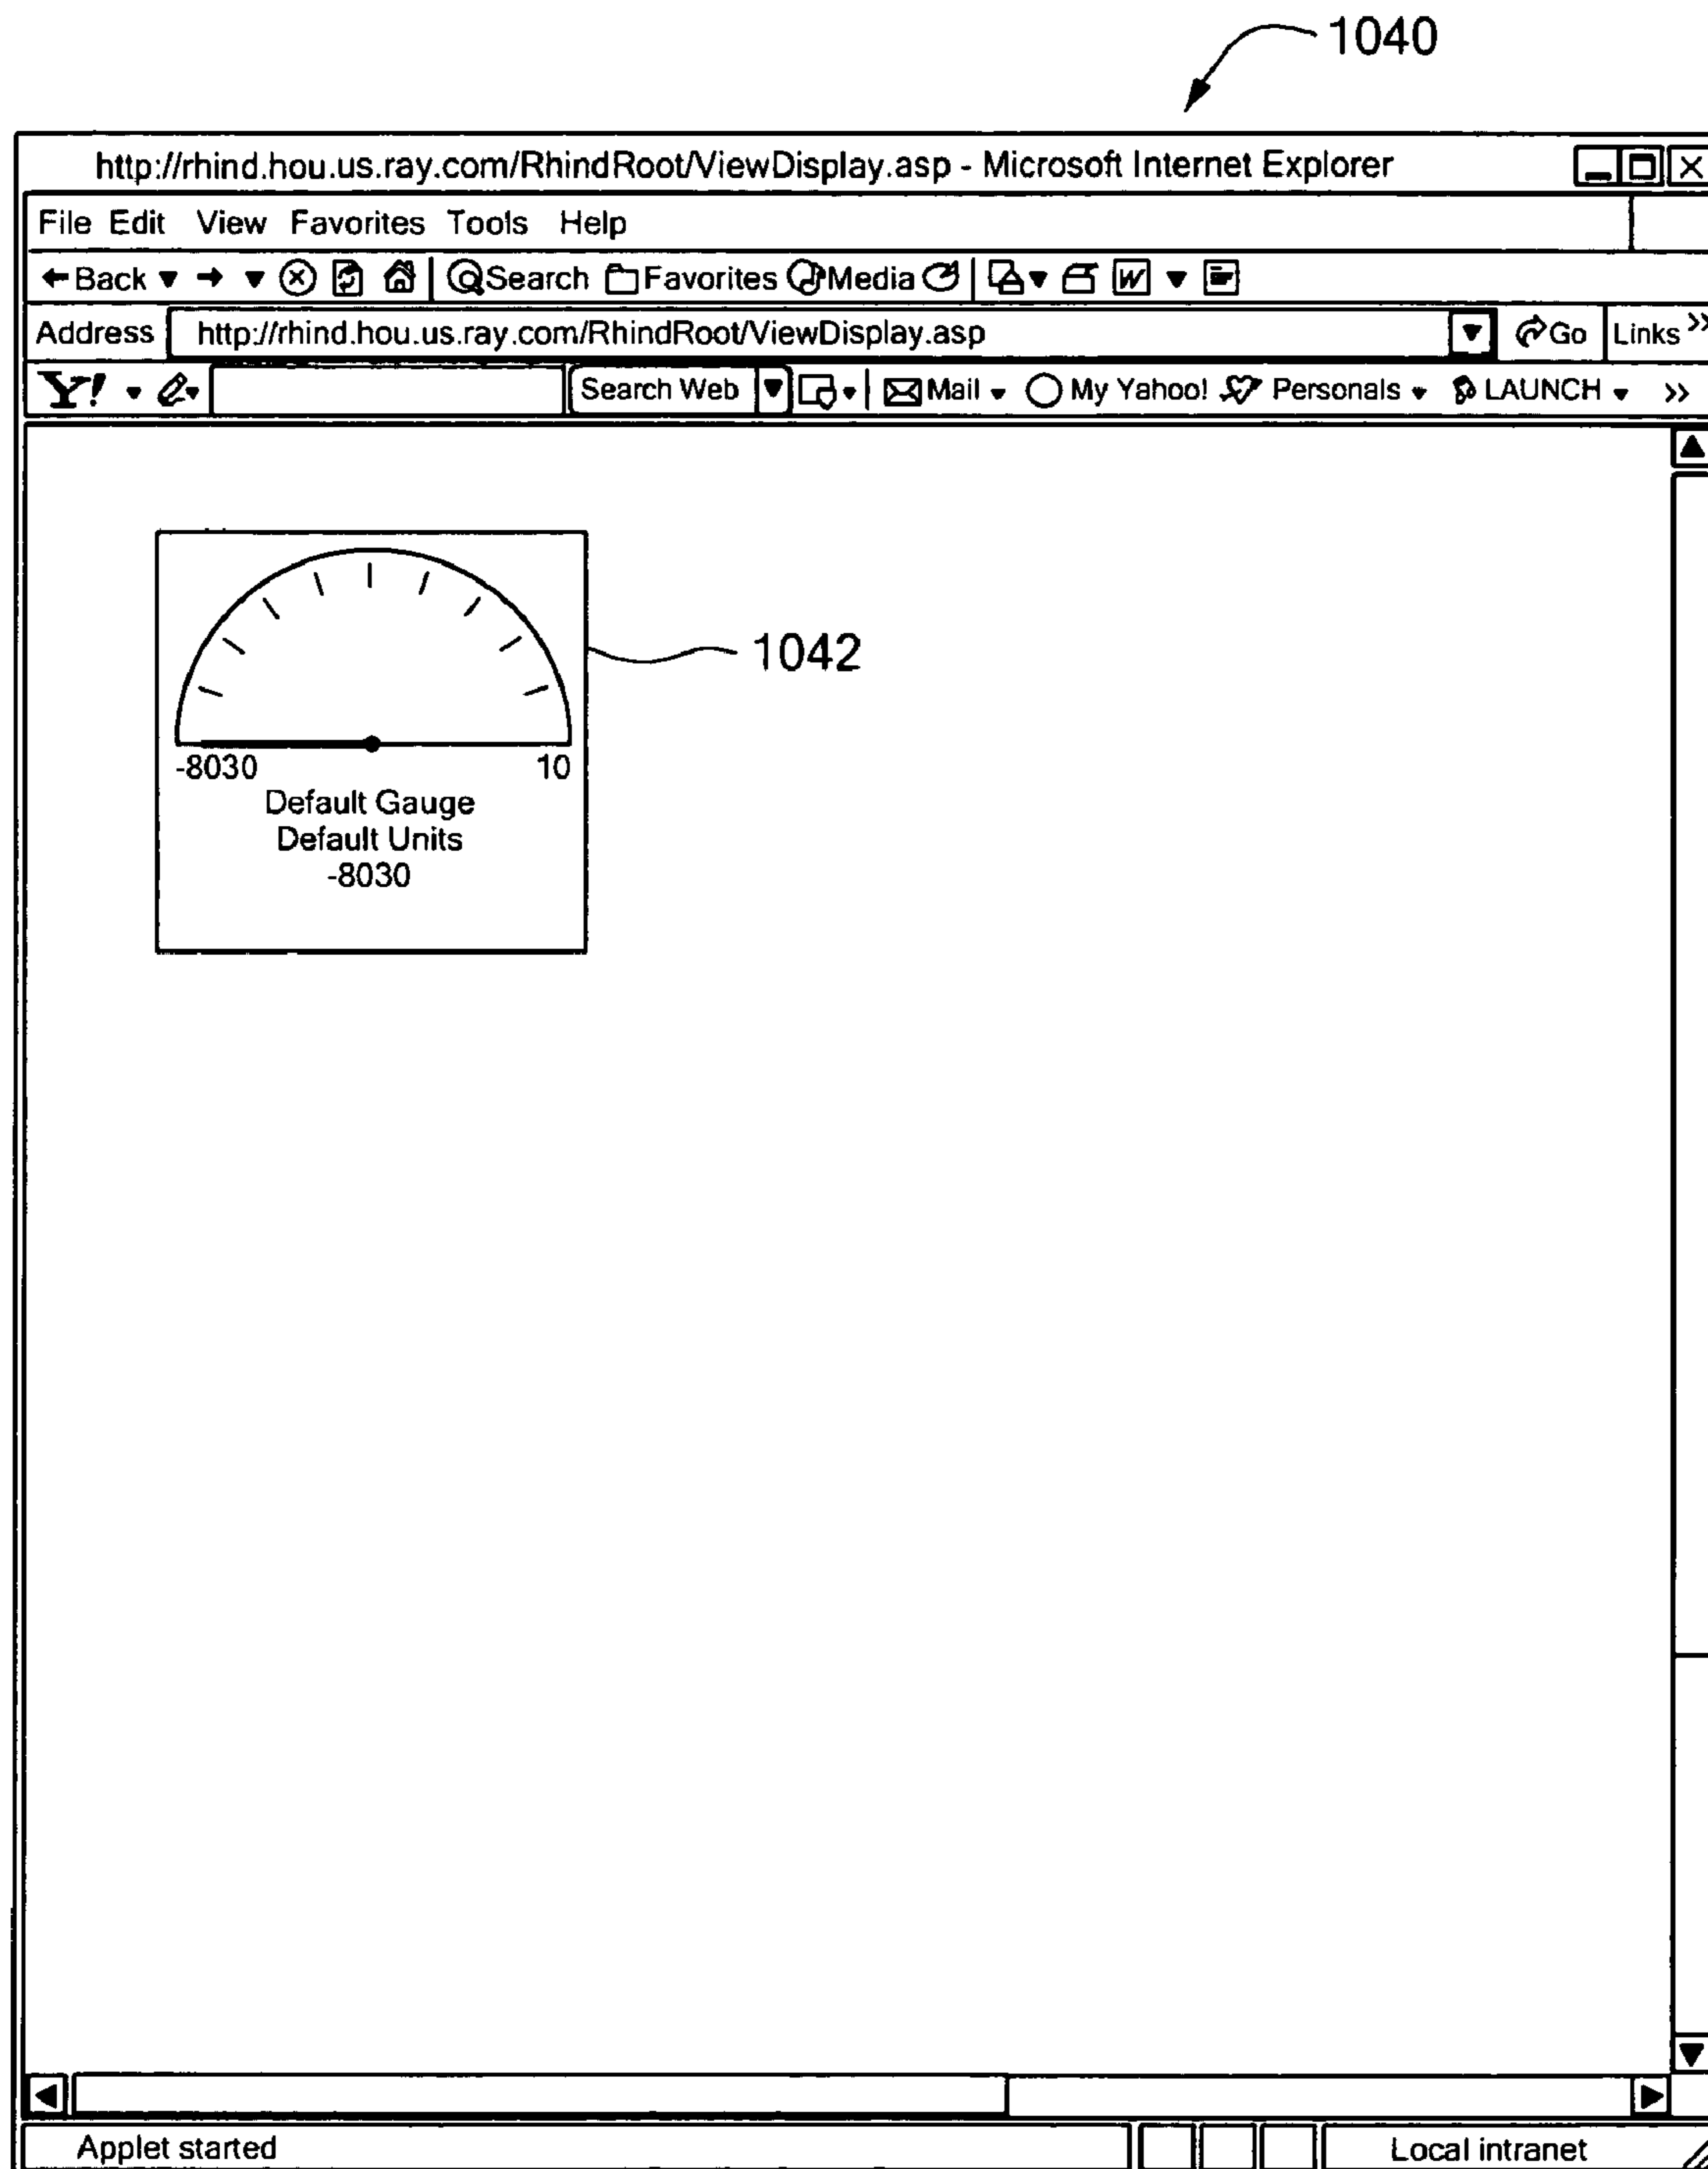 1040
http://rhind.hou.us.ray.com/RhindRoot/ViewDisplay.asp - Microsoft Internet Explorer
File Edit View Favorites Tools Help
Back Search Favorites Media W
Address http://rhind.hou.us.ray.com/RhindRoot/ViewDisplay.asp Go Links >>
Y! Search Web Mail My Yahoo! Personals LAUNCH >>
1042
-8030 10
Default Gauge
Default Units
-8030
Applet started Local intranet